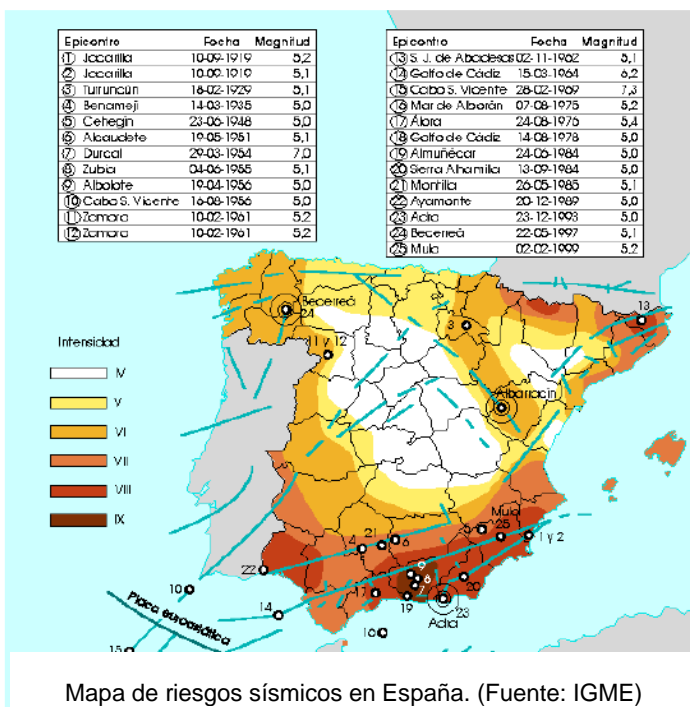 Epicentro Fecha Magnitud
1 Jacarilla 10-09-1919 5,2
2 Jacarilla 10-09-1919 5,1
3 Turruncún 18-02-1929 5,1
4 Benamejí 14-03-1935 5,0
5 Cehegín 23-06-1948 5,0
6 Alcaudete 19-05-1951 5,1
7 Durcal 29-03-1954 7,0
8 Zubia 04-06-1955 5,1
9 Albolote 19-04-1956 5,0
10 Cabo S. Vicente 16-08-1956 5,0
11 Zamora 10-02-1961 5,2
12 Zamora 16-02-1961 5,2
Epicentro Fecha Magnitud
13 S. J. de Abadesas 02-11-1962 5,1
14 Golfo de Cádiz 15-03-1964 6,2
15 Cabo S. Vicente 28-02-1969 7,3
16 Mar de Alborán 07-08-1975 5,2
17 Álora 24-08-1976 5,4
18 Golfo de Cádiz 14-08-1978 5,0
19 Almuñécar 24-06-1984 5,0
20 Sierra Alhamilla 13-09-1984 5,0
21 Montilla 26-05-1985 5,1
22 Ayamonte 20-12-1989 5,0
23 Adra 23-12-1993 5,0
24 Becerreá 22-05-1997 5,1
25 Mula 02-02-1999 5,2
Becerreá
24
3
13
11 y 12
Intensidad
IV
V
VI
VII
VIII
IX
Albarracín
Mula
25
5
1 y 2
21
4
6
22
9
8
7
20
17
19
23
Adra
10
14
16
15
Placa euroasiática
Mapa de riesgos sísmicos en España. (Fuente: IGME)